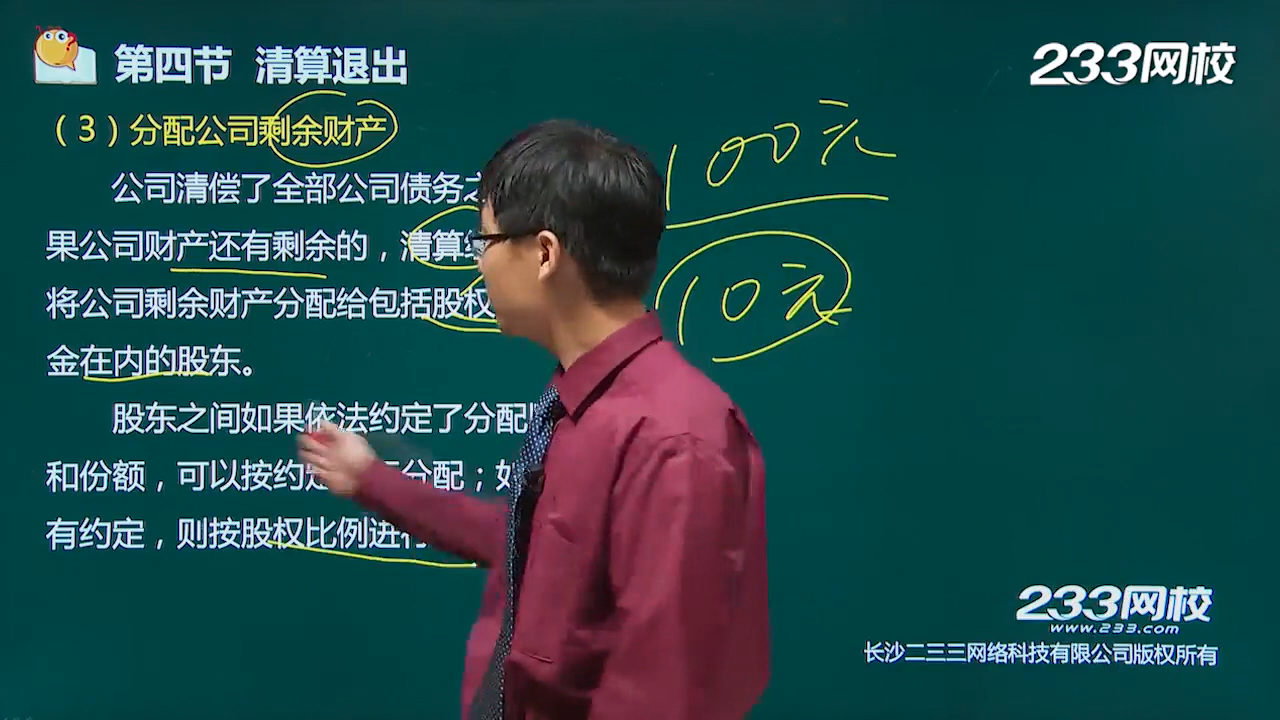 第四节 清算退出
233网校
(3)分配公司剩余财产
100元
公司清偿了全部公司债务之
果公司财产还有剩余的，清算
10元
将公司剩余财产分配给包括股权
金在内的股东。
股东之间如果依法约定了分配
和份额，可以按约 分配；如
有约定，则按股权比例进行
233网校
www.233.com
长沙二三三网络科技有限公司版权所有